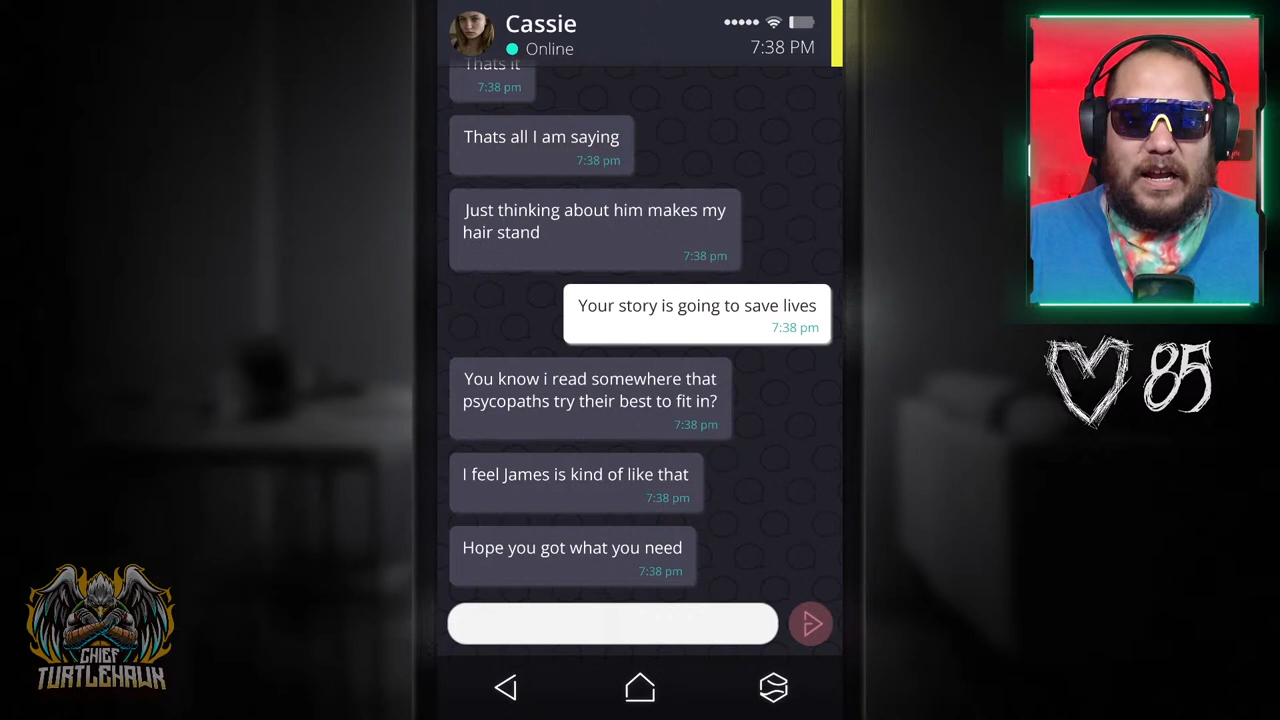 Cassie
Online
7:38 PM
Thats it
7:38 pm
Thats all I am saying
7:38 pm
Just thinking about him makes my
hair stand
7:38 pm
Your story is going to save lives
7:38 pm
You know i read somewhere that
psycopaths try their best to fit in?
7:38 pm
I feel James is kind of like that
7:38 pm
Hope you got what you need
7:38 pm
85
CHIEF
TURTLEHAWK